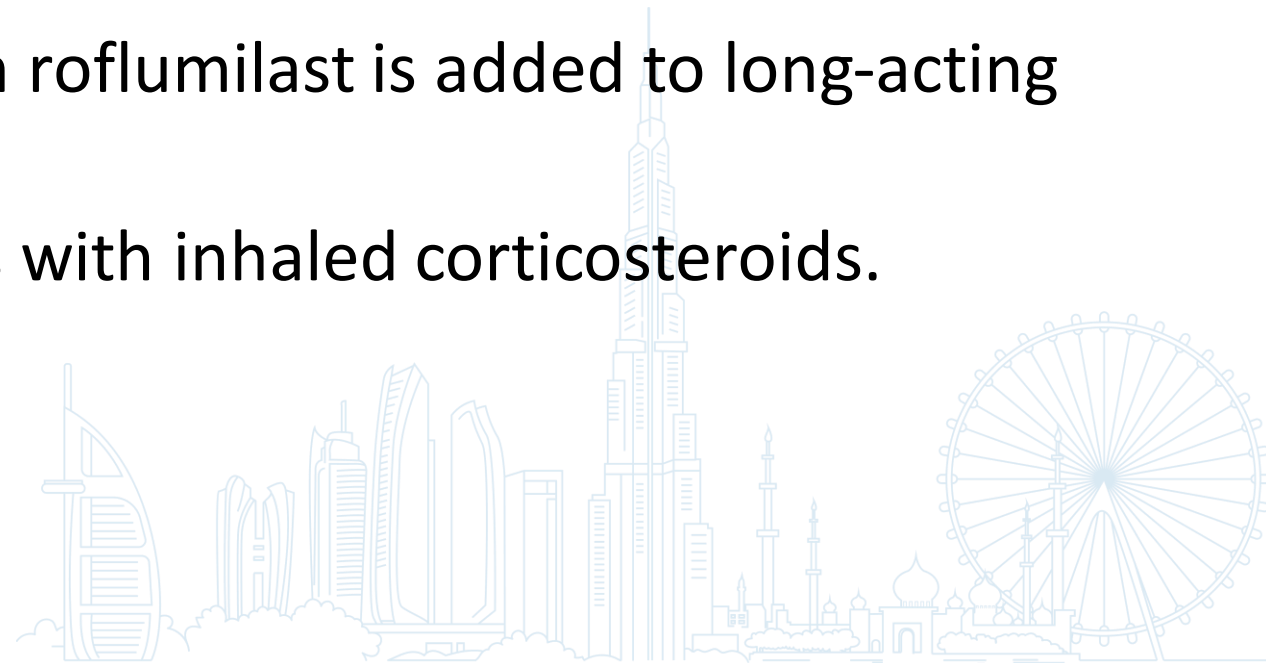 roflumilast is added to long-acting
with inhaled corticosteroids.